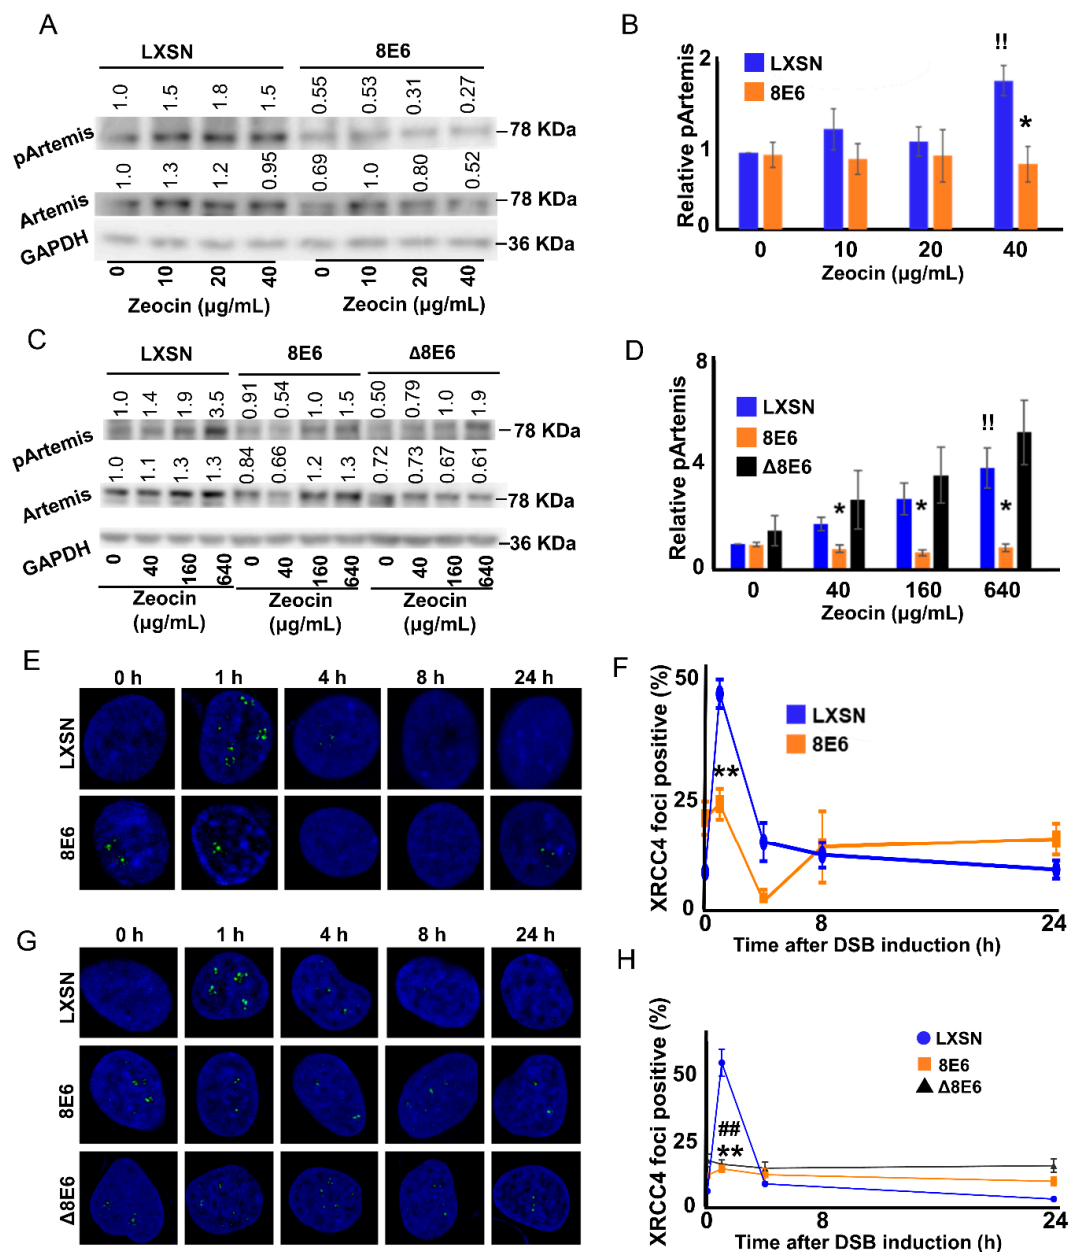 A
LXSN 8E6
1.0 1.5 1.8 1.5 0.55 0.53 0.31 0.27
pArtemis 78 KDa
1.0 1.3 1.2 0.95 0.69 1.0 0.80 0.52
Artemis 78 KDa
GAPDH 36 KDa
0 10 20 40 0 10 20 40
Zeocin (µg/mL) Zeocin (µg/mL)
B
Relative pArtemis
2
1
0
LXSN
8E6
!!
*
0 10 20 40
Zeocin (µg/mL)
C
LXSN 8E6 Δ8E6
1.0 1.4 1.9 3.5 0.91 0.54 1.0 1.5 0.50 0.79 1.0 1.9
pArtemis 78 KDa
1.0 1.1 1.3 1.3 0.84 0.66 1.2 1.3 0.72 0.73 0.67 0.61
Artemis 78 KDa
GAPDH 36 KDa
0 40 160 640 0 40 160 640 0 40 160 640
Zeocin Zeocin Zeocin
(µg/mL) (µg/mL) (µg/mL)
D
Relative pArtemis
8
4
0
LXSN
8E6
Δ8E6
!!
* * *
0 40 160 640
Zeocin (µg/mL)
E
0 h 1 h 4 h 8 h 24 h
LXSN
8E6
F
XRCC4 foci positive (%)
50
25
0
LXSN
8E6
**
0 8 24
Time after DSB induction (h)
G
0 h 1 h 4 h 8 h 24 h
LXSN
8E6
Δ8E6
H
XRCC4 foci positive (%)
50
25
0
LXSN
8E6
Δ8E6
##
**
0 8 24
Time after DSB induction (h)